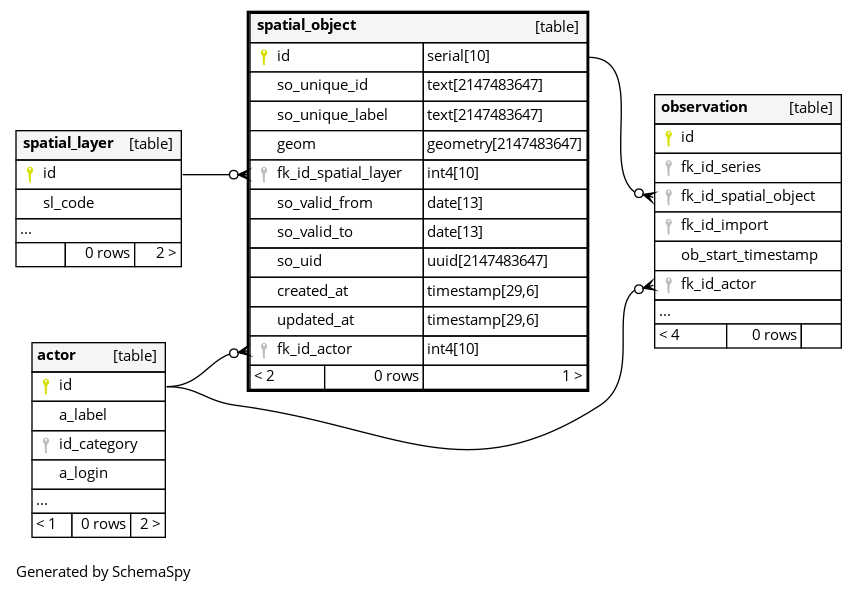 spatial_object [table]
id serial[10]
so_unique_id text[2147483647]
so_unique_label text[2147483647]
geom geometry[2147483647]
fk_id_spatial_layer int4[10]
so_valid_from date[13]
so_valid_to date[13]
so_uid uuid[2147483647]
created_at timestamp[29,6]
updated_at timestamp[29,6]
fk_id_actor int4[10]
< 2 0 rows 1 >
spatial_layer [table]
id
sl_code
...
0 rows 2 >
observation [table]
id
fk_id_series
fk_id_spatial_object
fk_id_import
ob_start_timestamp
fk_id_actor
...
< 4 0 rows
actor [table]
id
a_label
id_category
a_login
...
< 1 0 rows 2 >
Generated by SchemaSpy